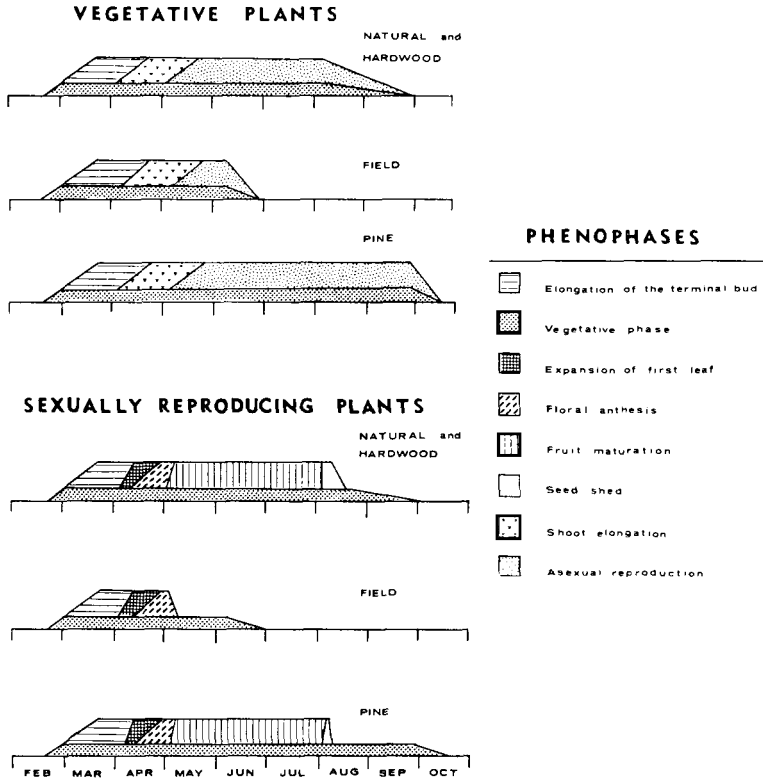 VEGETATIVE PLANTS
NATURAL and
HARDWOOD
FIELD
PINE
PHENOPHASES
Elongation of the terminal bud
Vegetative phase
Expansion of first leaf
Floral anthesis
Fruit maturation
Seed shed
Shoot elongation
Asexual reproduction
SEXUALLY REPRODUCING PLANTS
NATURAL and
HARDWOOD
FIELD
PINE
FEB MAR APR MAY JUN JUL AUG SEP OCT